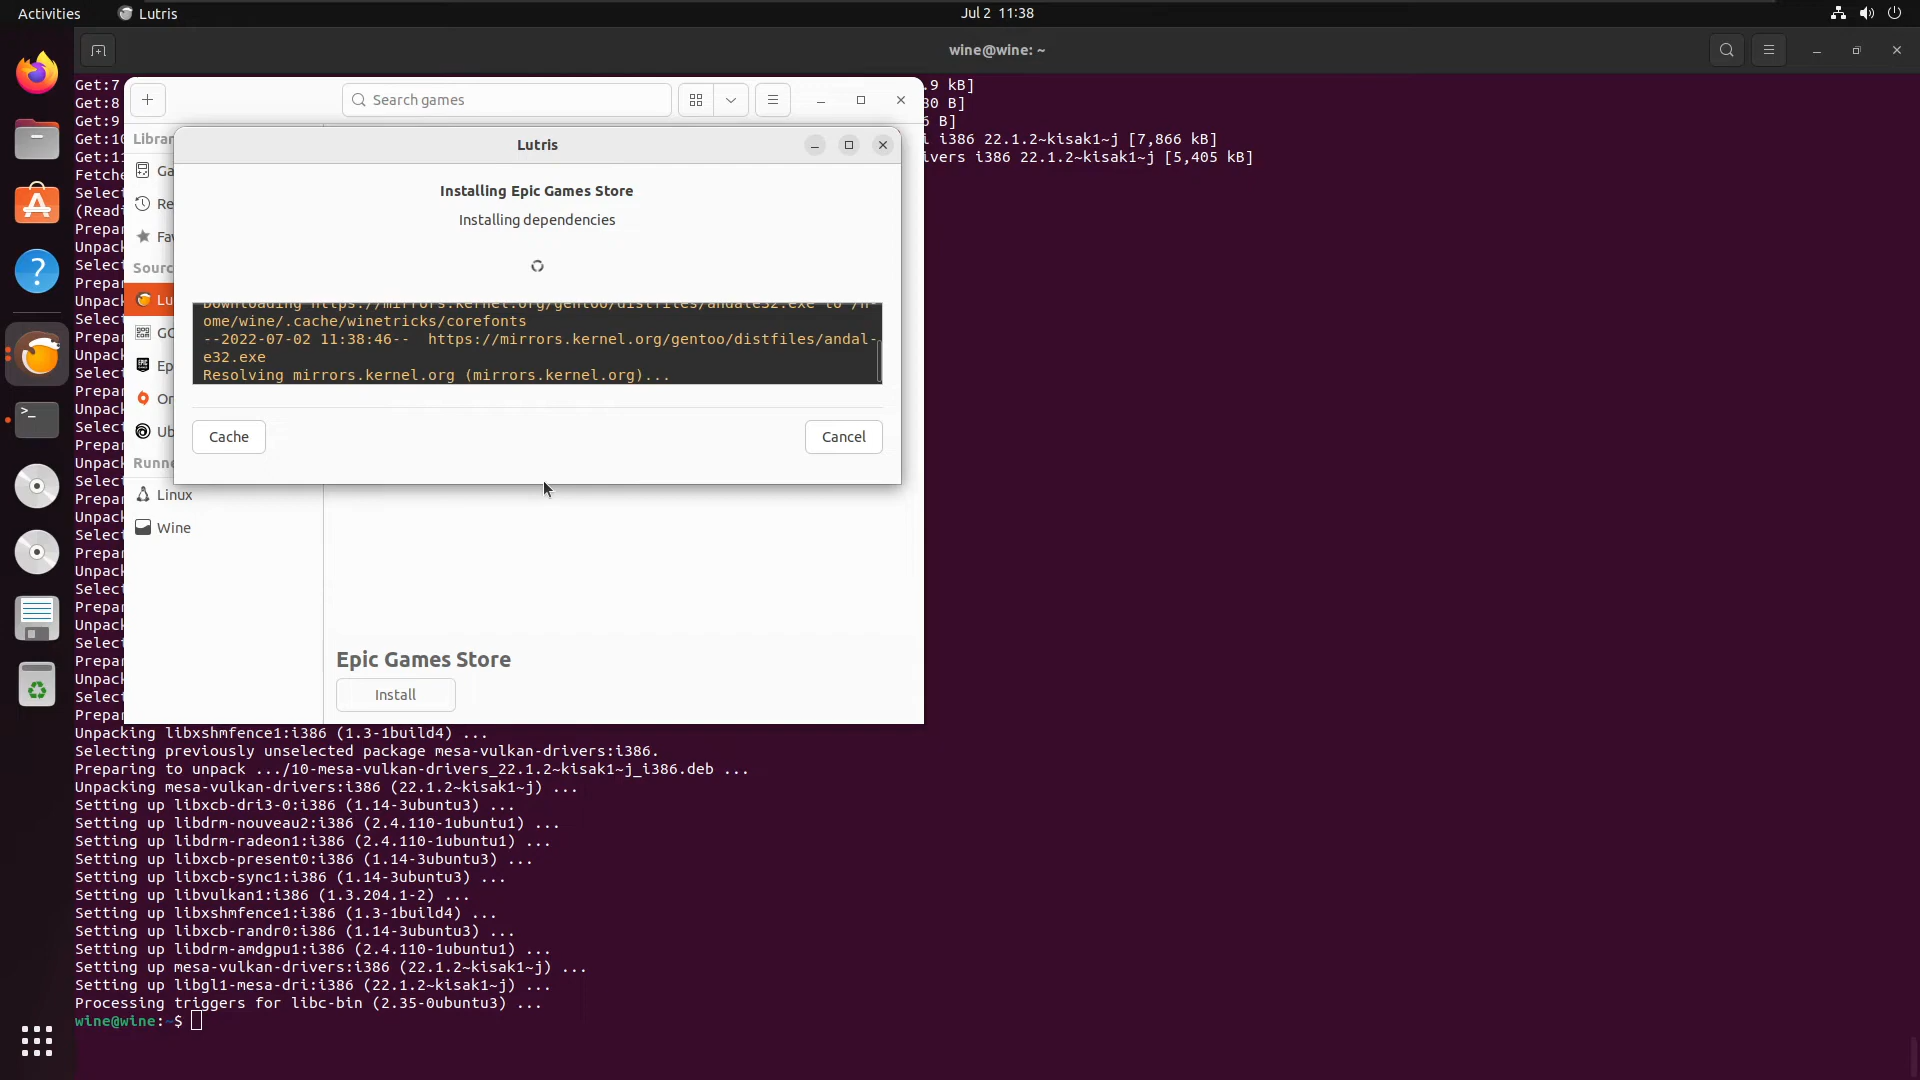 Activities
Lutris
Jul 2 11:38
wine@wine: ~
Get:7
.9 kB]
Get:8
30 B]
Get:9
B]
Get:10
i i386 22.1.2~kisak1~j [7,866 kB]
Get:11
ivers i386 22.1.2~kisak1~j [5,405 kB]
Fetche
Select
(Readi
Prepar
Unpack
Select
Prepar
Unpack
Select
Prepar
Unpack
Select
Prepar
Unpack
Select
Prepar
Unpack
Select
Prepar
Unpack
Select
Prepar
Unpack
Select
Prepar
Unpack
Select
Prepar
Unpack
Select
Prepar
Search games
Librar
Ga
Re
Fav
Sourc
Lu
GO
Ep
Or
Ub
Runne
Linux
Wine
Lutris
Installing Epic Games Store
Installing dependencies
Downloading https://mirrors.kernel.org/gentoo/distfiles/andale32.exe to /h-
ome/wine/.cache/winetricks/corefonts
--2022-07-02 11:38:46--  https://mirrors.kernel.org/gentoo/distfiles/andal-
e32.exe
Resolving mirrors.kernel.org (mirrors.kernel.org)...
Cache
Cancel
Epic Games Store
Install
Unpacking libxshmfence1:i386 (1.3-1build4) ...
Selecting previously unselected package mesa-vulkan-drivers:i386.
Preparing to unpack .../10-mesa-vulkan-drivers_22.1.2~kisak1~j_i386.deb ...
Unpacking mesa-vulkan-drivers:i386 (22.1.2~kisak1~j) ...
Setting up libxcb-dri3-0:i386 (1.14-3ubuntu3) ...
Setting up libdrm-nouveau2:i386 (2.4.110-1ubuntu1) ...
Setting up libdrm-radeon1:i386 (2.4.110-1ubuntu1) ...
Setting up libxcb-present0:i386 (1.14-3ubuntu3) ...
Setting up libxcb-sync1:i386 (1.14-3ubuntu3) ...
Setting up libvulkan1:i386 (1.3.204.1-2) ...
Setting up libxshmfence1:i386 (1.3-1build4) ...
Setting up libxcb-randr0:i386 (1.14-3ubuntu3) ...
Setting up libdrm-amdgpu1:i386 (2.4.110-1ubuntu1) ...
Setting up mesa-vulkan-drivers:i386 (22.1.2~kisak1~j) ...
Setting up libgl1-mesa-dri:i386 (22.1.2~kisak1~j) ...
Processing triggers for libc-bin (2.35-0ubuntu3) ...
wine@wine:~$